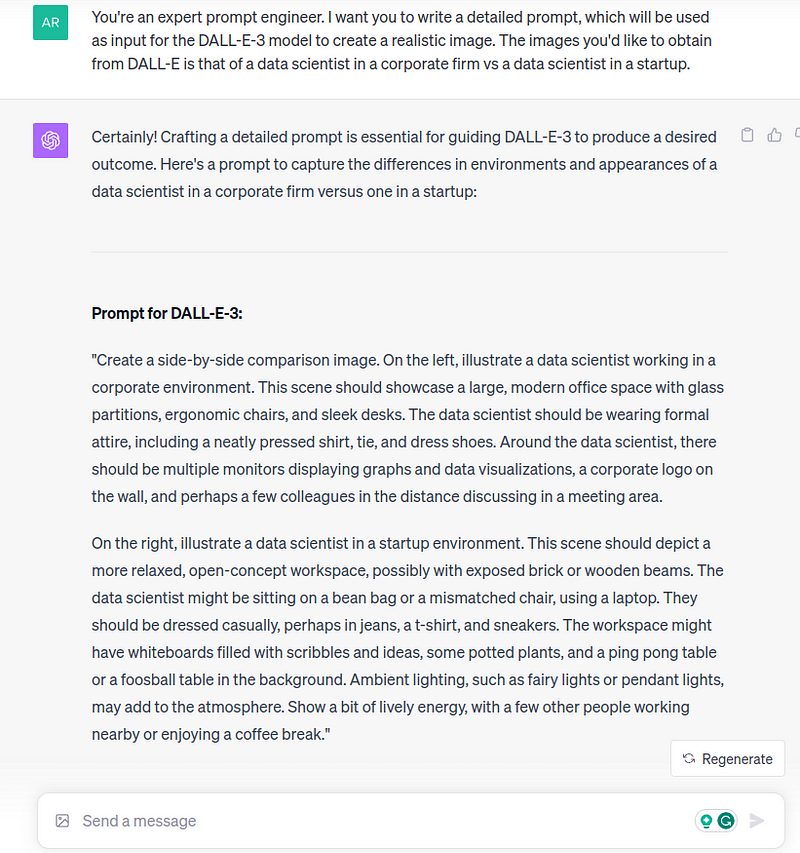 AR
You're an expert prompt engineer. I want you to write a detailed prompt, which will be used
as input for the DALL-E-3 model to create a realistic image. The images you'd like to obtain
from DALL-E is that of a data scientist in a corporate firm vs a data scientist in a startup.
Certainly! Crafting a detailed prompt is essential for guiding DALL-E-3 to produce a desired
outcome. Here's a prompt to capture the differences in environments and appearances of a
data scientist in a corporate firm versus one in a startup:
Prompt for DALL-E-3:
"Create a side-by-side comparison image. On the left, illustrate a data scientist working in a
corporate environment. This scene should showcase a large, modern office space with glass
partitions, ergonomic chairs, and sleek desks. The data scientist should be wearing formal
attire, including a neatly pressed shirt, tie, and dress shoes. Around the data scientist, there
should be multiple monitors displaying graphs and data visualizations, a corporate logo on
the wall, and perhaps a few colleagues in the distance discussing in a meeting area.
On the right, illustrate a data scientist in a startup environment. This scene should depict a
more relaxed, open-concept workspace, possibly with exposed brick or wooden beams. The
data scientist might be sitting on a bean bag or a mismatched chair, using a laptop. They
should be dressed casually, perhaps in jeans, a t-shirt, and sneakers. The workspace might
have whiteboards filled with scribbles and ideas, some potted plants, and a ping pong table
or a foosball table in the background. Ambient lighting, such as fairy lights or pendant lights,
may add to the atmosphere. Show a bit of lively energy, with a few other people working
nearby or enjoying a coffee break."
Regenerate
Send a message